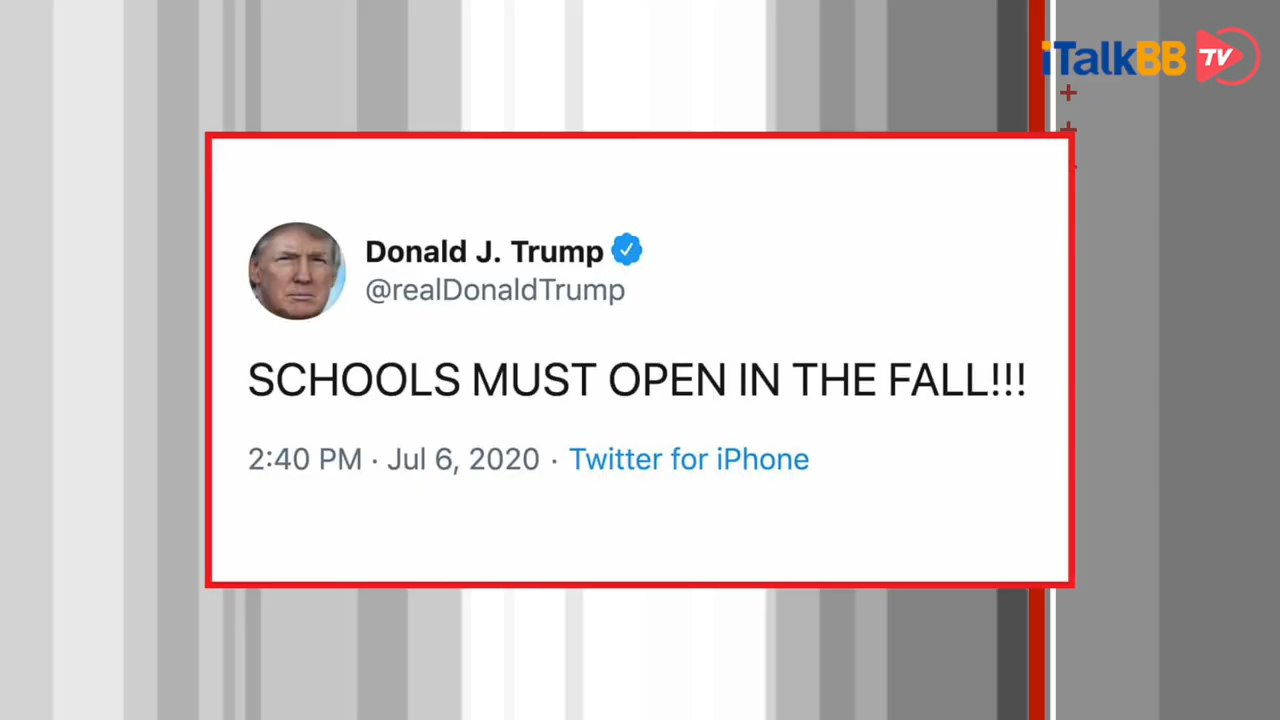 iTalkBB TV
Donald J. Trump
@realDonaldTrump
SCHOOLS MUST OPEN IN THE FALL!!!
2:40 PM · Jul 6, 2020 · Twitter for iPhone